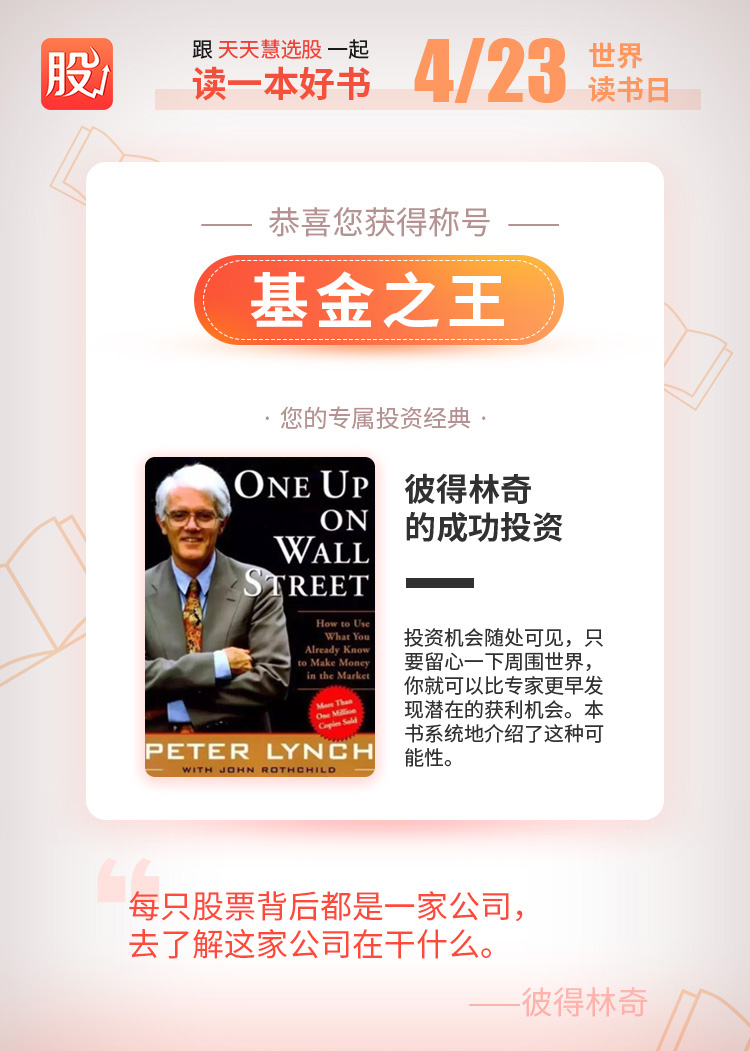 股
跟 天天慧选股 一起
读一本好书
4/23
世界
读书日
恭喜您获得称号
基金之王
· 您的专属投资经典 ·
ONE UP
ON
WALL
STREET
How to Use
What You
Already Know
to Make Money
in the Market
More Than
One Million
Copies Sold
PETER LYNCH
WITH JOHN ROTHCHILD
彼得林奇
的成功投资
投资机会随处可见，只
要留心一下周围世界，
你就可以比专家更早发
现潜在的获利机会。本
书系统地介绍了这种可
能性。
“
每只股票背后都是一家公司，
去了解这家公司在干什么。
——彼得林奇